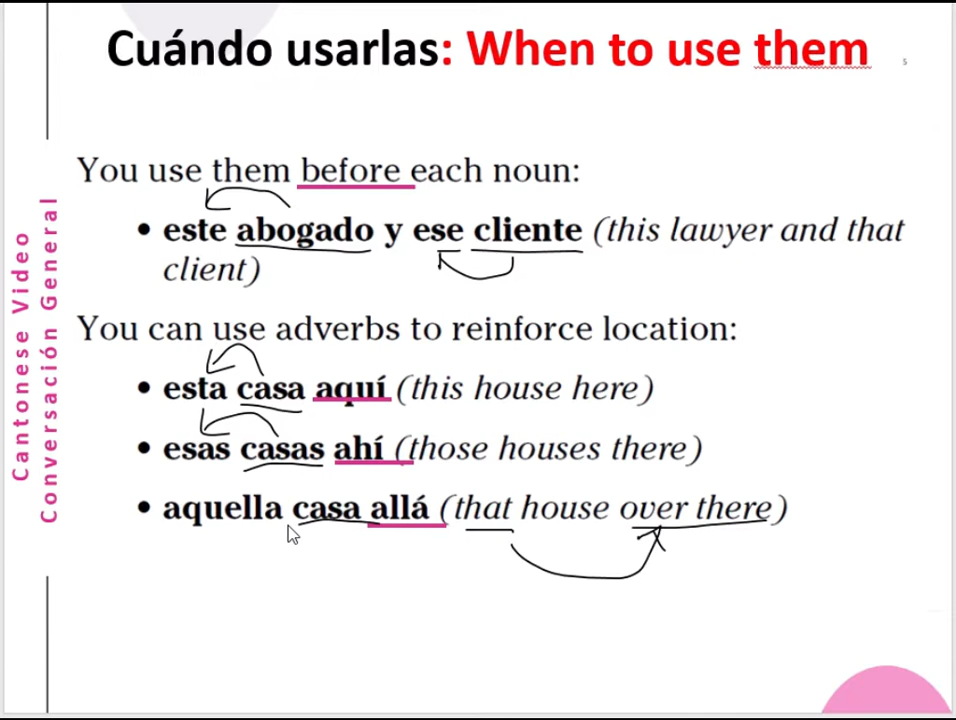 Cuándo usarlas: When to use them
5
You use them before each noun:
• este abogado y ese cliente (this lawyer and that
client)
You can use adverbs to reinforce location:
• esta casa aquí (this house here)
• esas casas ahí (those houses there)
• aquella casa allá (that house over there)
Cantonese Video
Conversación General